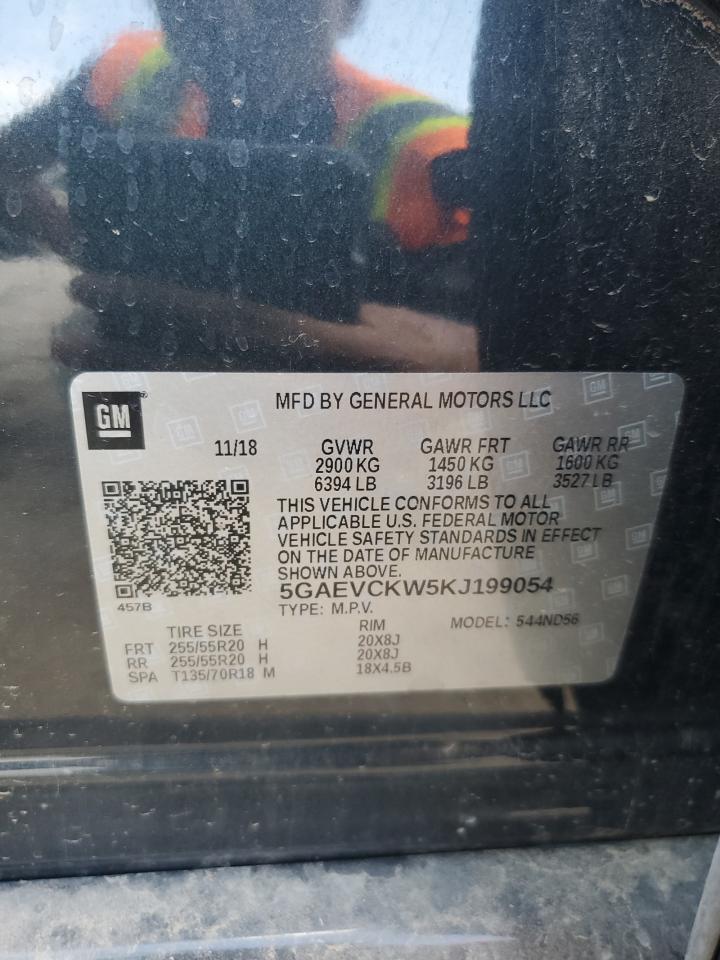 GM
MFD BY GENERAL MOTORS LLC
11/18 GVWR GAWR FRT GAWR RR
2900 KG 1450 KG 1600 KG
6394 LB 3196 LB 3527 LB
THIS VEHICLE CONFORMS TO ALL
APPLICABLE U.S. FEDERAL MOTOR
VEHICLE SAFETY STANDARDS IN EFFECT
ON THE DATE OF MANUFACTURE
SHOWN ABOVE.
5GAEVCKW5KJ199054
457B
TYPE: M.P.V.
TIRE SIZE RIM MODEL: 544ND56
FRT 255/55R20 H 20X8J
RR 255/55R20 H 20X8J
SPA T135/70R18 M 18X4.5B